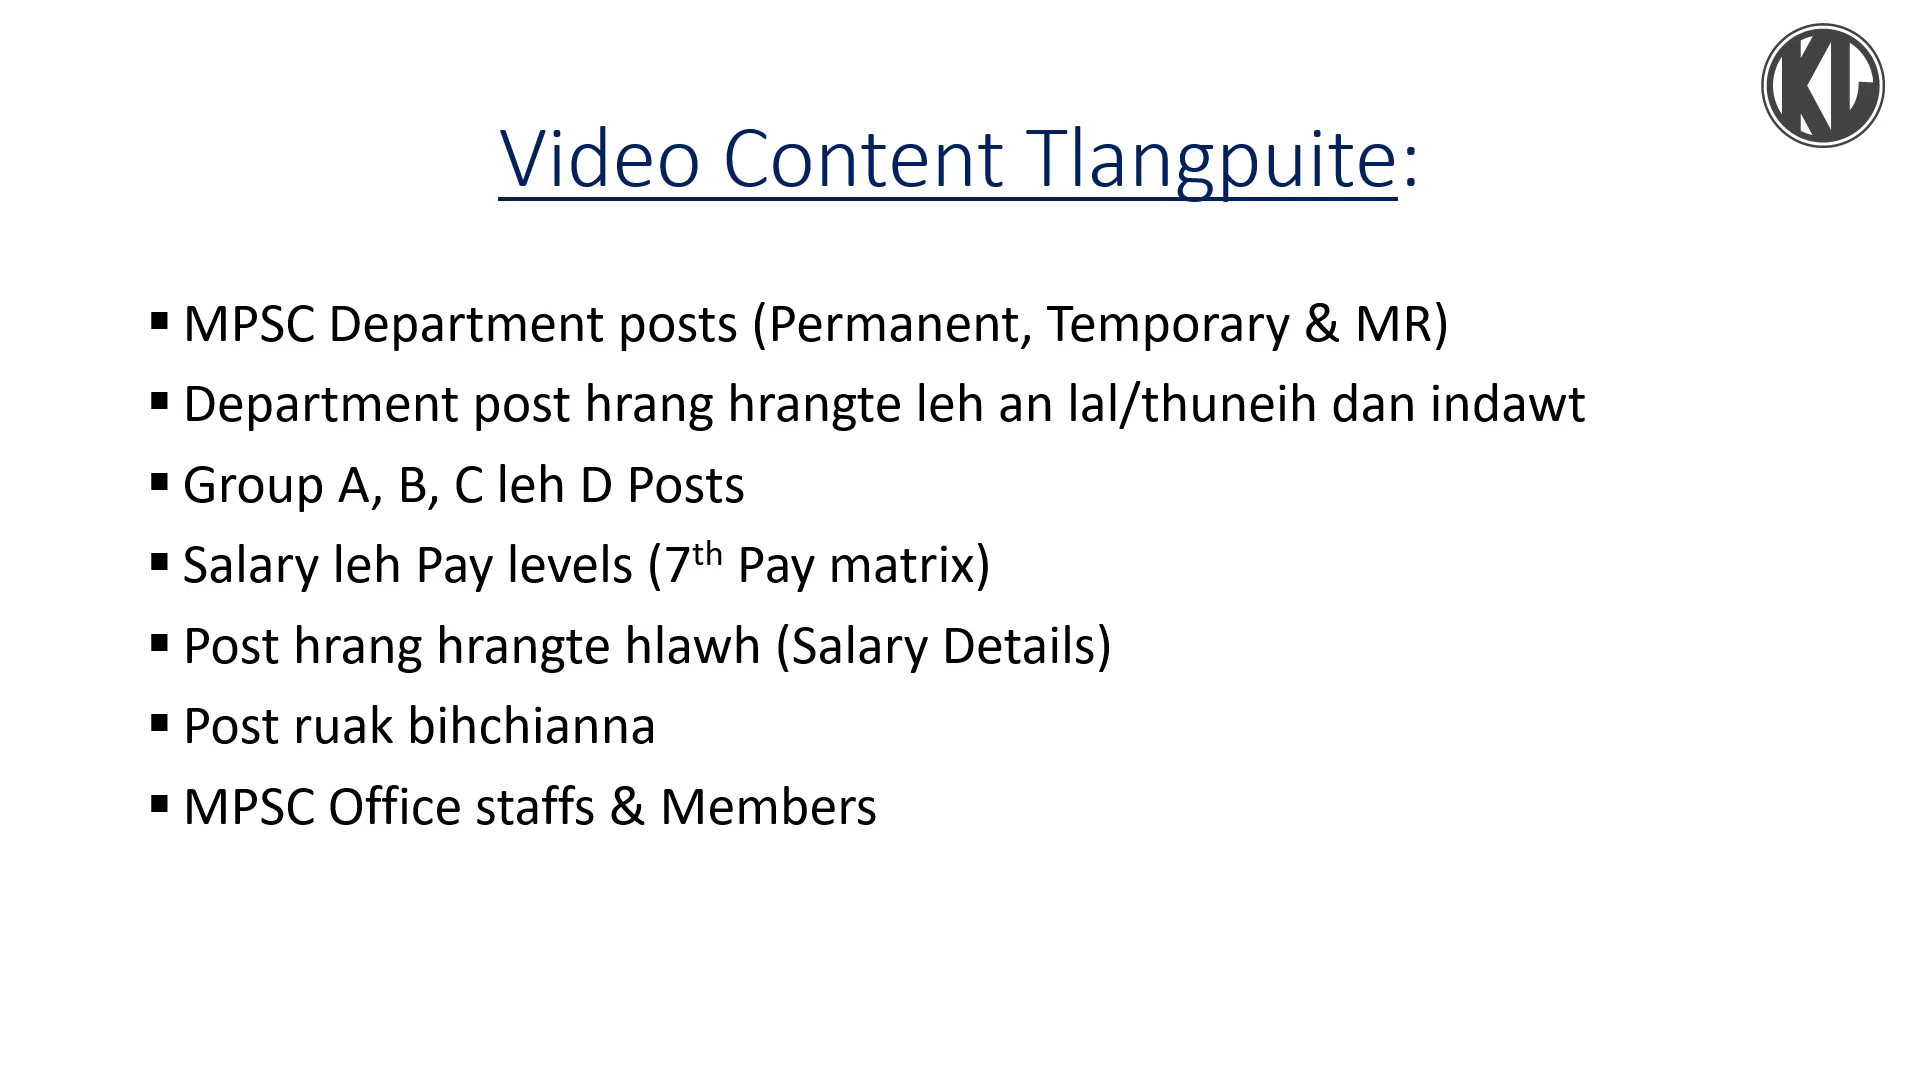 KL
Video Content Tlangpuite:
▪ MPSC Department posts (Permanent, Temporary & MR)
▪ Department post hrang hrangte leh an lal/thuneih dan indawt
▪ Group A, B, C leh D Posts
▪ Salary leh Pay levels (7th Pay matrix)
▪ Post hrang hrangte hlawh (Salary Details)
▪ Post ruak bihchianna
▪ MPSC Office staffs & Members